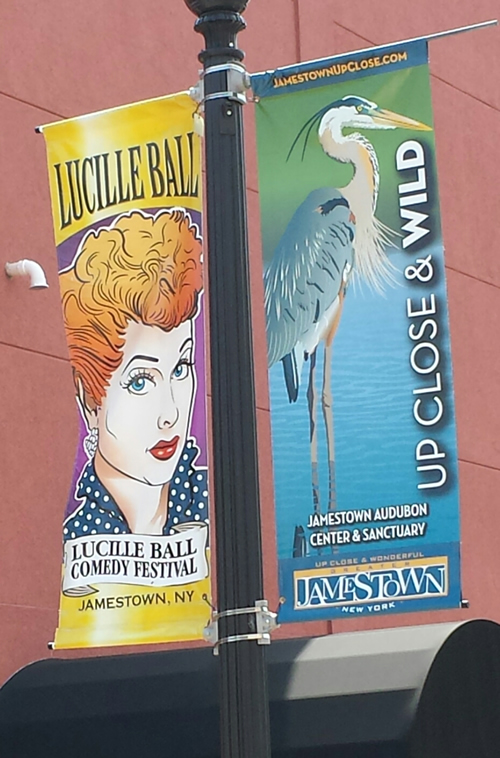 LUCILLE BALL
LUCILLE BALL
COMEDY FESTIVAL
JAMESTOWN, NY
JAMESTOWNUPCLOSE.COM
UP CLOSE & WILD
JAMESTOWN AUDUBON
CENTER & SANCTUARY
UP CLOSE & WONDERFUL
GREATER
JAMESTOWN
NEW YORK